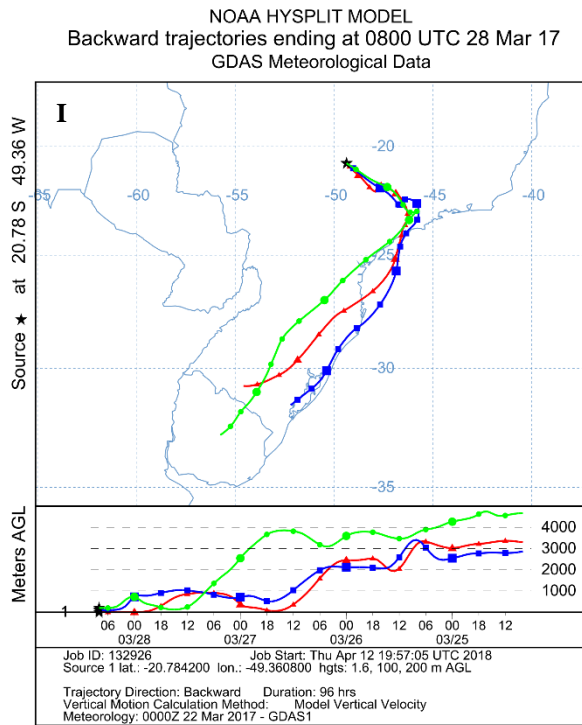 NOAA HYSPLIT MODEL
Backward trajectories ending at 0800 UTC 28 Mar 17
GDAS Meteorological Data
I
Source ★ at 20.78 S 49.36 W
-20
-65 -60 -55 -50 -45 -40
-25
-30
-35
Meters AGL
4000
3000
2000
1000
1
06 00 18 12 06 00 18 12 06 00 18 12 06 00 18 12
03/28 03/27 03/26 03/25
Job ID: 132926 Job Start: Thu Apr 12 19:57:05 UTC 2018
Source 1 lat.: -20.784200 lon.: -49.360800 hgts: 1.6, 100, 200 m AGL
Trajectory Direction: Backward Duration: 96 hrs
Vertical Motion Calculation Method: Model Vertical Velocity
Meteorology: 0000Z 22 Mar 2017 - GDAS1